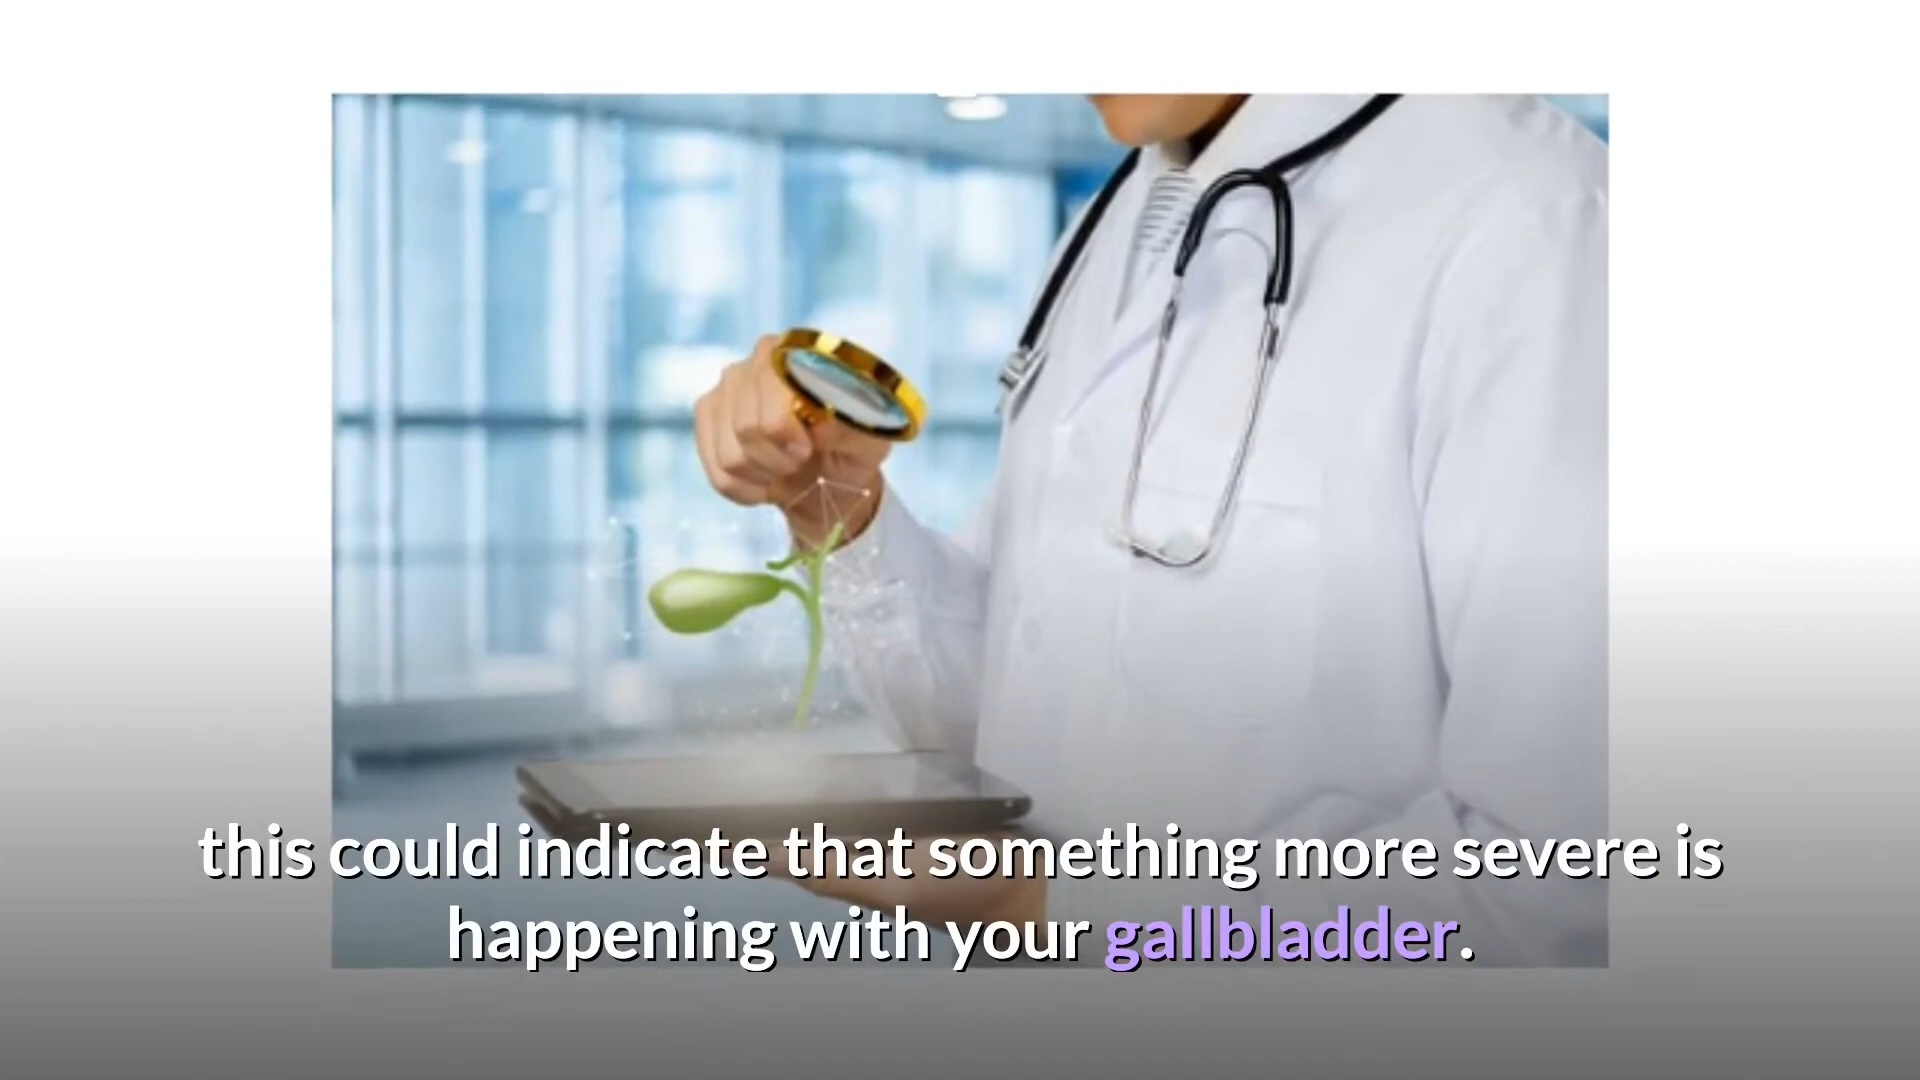 this could indicate that something more severe is
happening with your gallbladder.